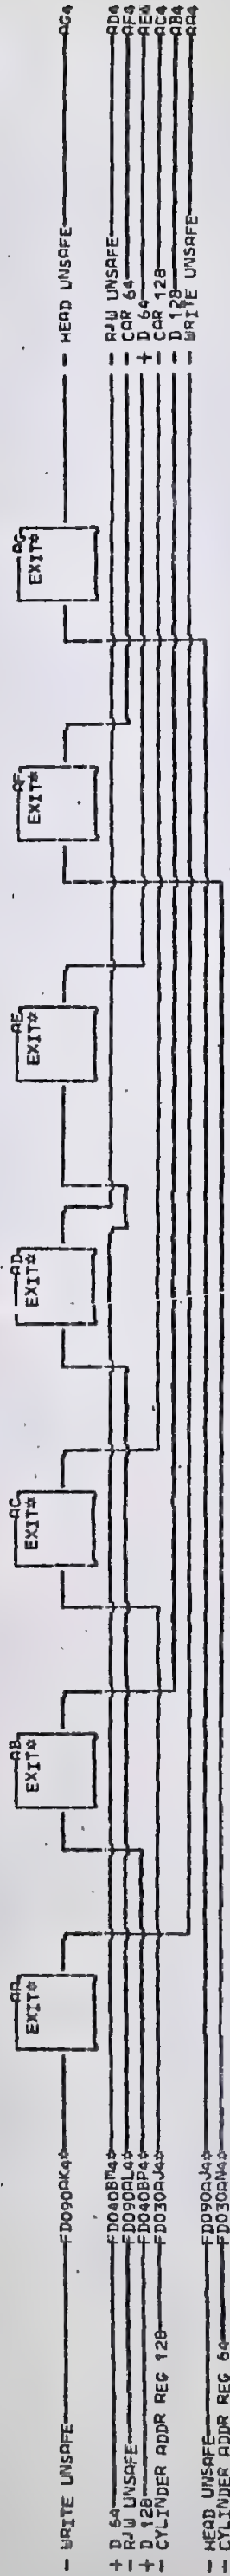 - WRITE UNSAFE FD090AK4*
+ D 64 FD040BM4*
- R/W UNSAFE FD090AL4*
+ D 128 FD040BP4*
- CYLINDER ADDR REG 128 FD030AJ4*
- HEAD UNSAFE FD090AJ4*
- CYLINDER ADDR REG 64 FD030AN4*
AA
EXIT*
AB
EXIT*
AC
EXIT*
AD
EXIT*
AE
EXIT*
AF
EXIT*
AG
EXIT*
- HEAD UNSAFE AG4
- R/W UNSAFE AD4
- CAR 64 AF4
+ D 64 AE4
- CAR 128 AC4
- D 128 AB4
- WRITE UNSAFE AA4